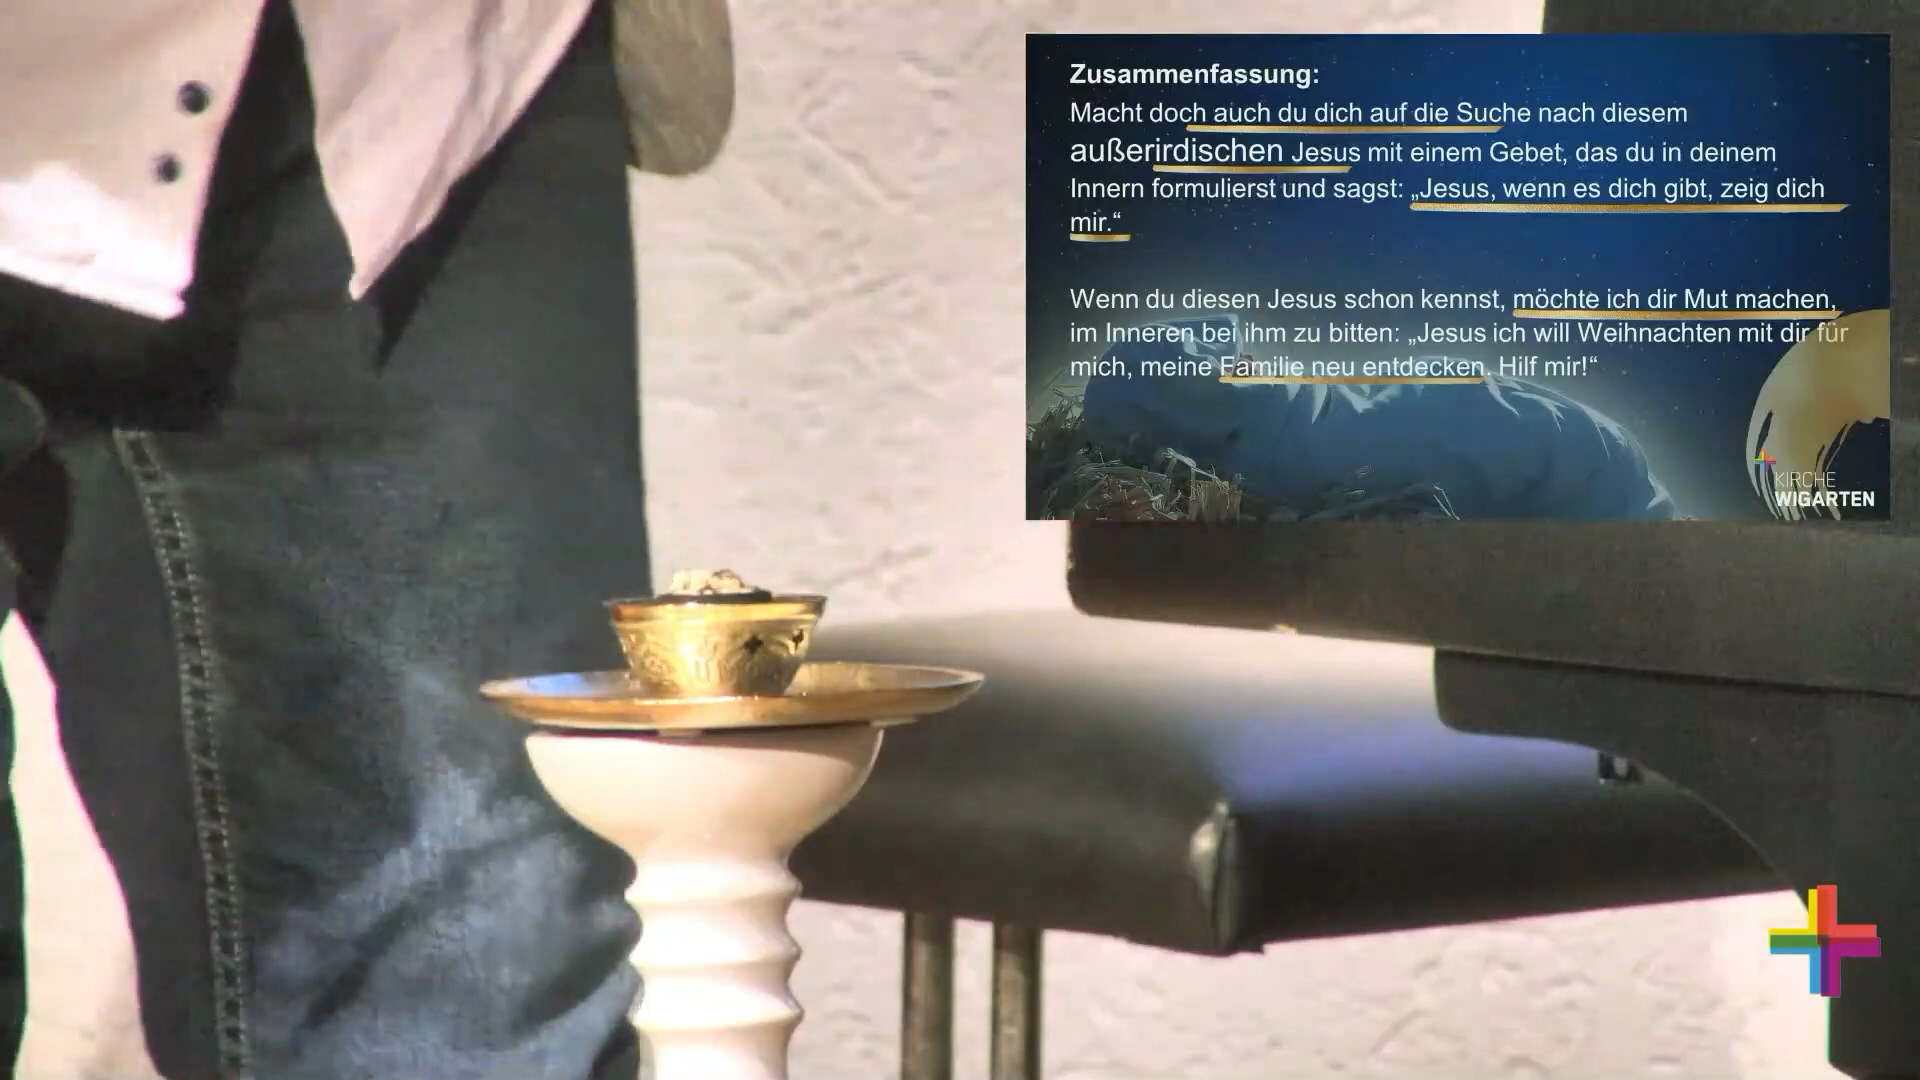 Zusammenfassung:
Macht doch auch du dich auf die Suche nach diesem
außerirdischen Jesus mit einem Gebet, das du in deinem
Innern formulierst und sagst: „Jesus, wenn es dich gibt, zeig dich
mir.“
Wenn du diesen Jesus schon kennst, möchte ich dir Mut machen,
im Inneren bei ihm zu bitten: „Jesus ich will Weihnachten mit dir für
mich, meine Familie neu entdecken. Hilf mir!“
KIRCHE
WIGARTEN